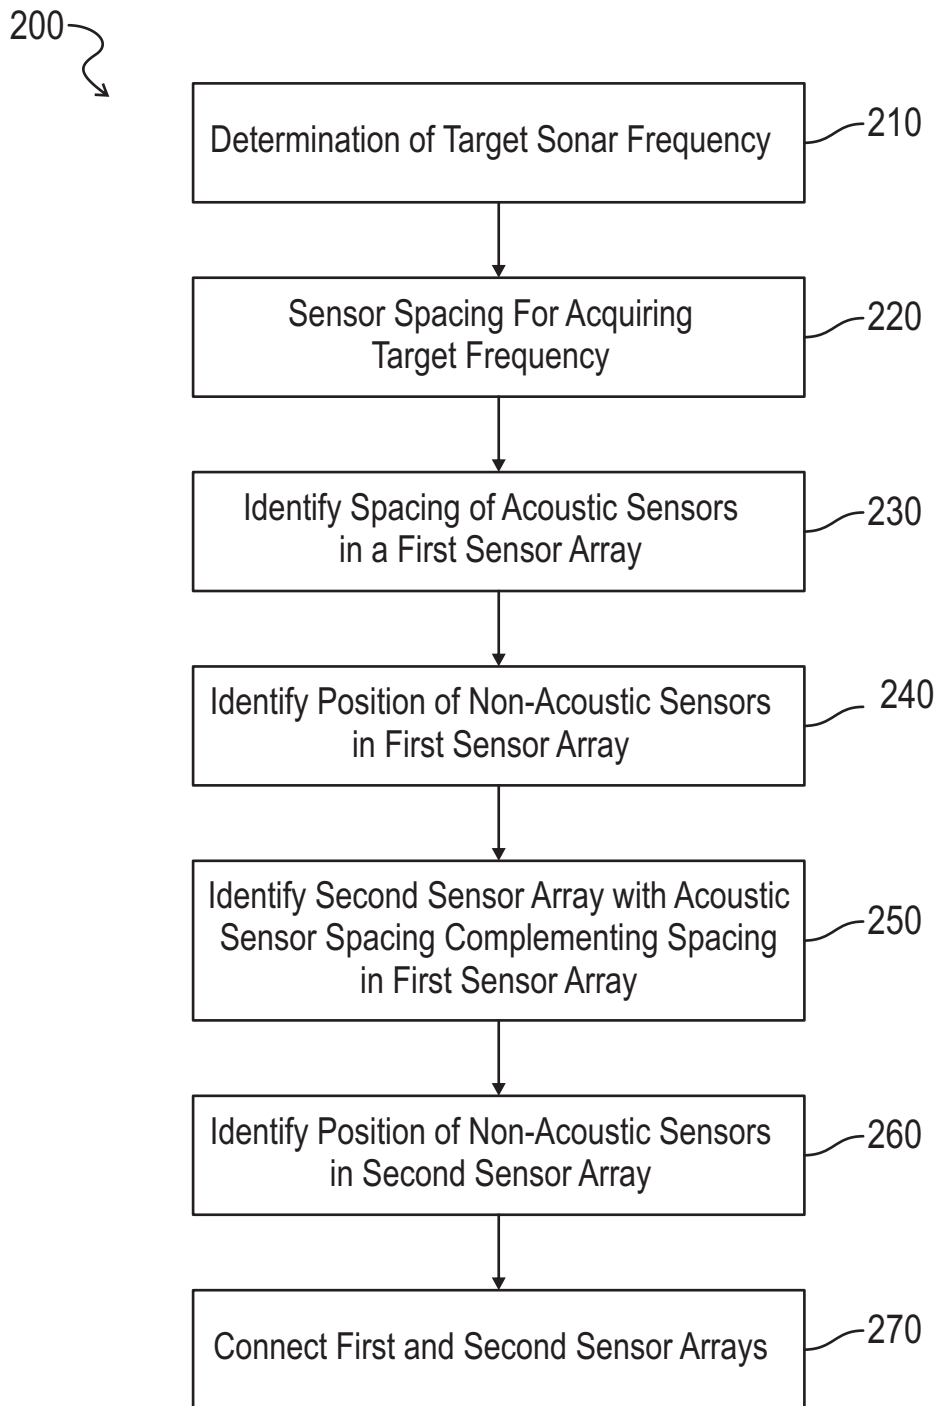 200
Determination of Target Sonar Frequency
210
Sensor Spacing For Acquiring
Target Frequency
220
Identify Spacing of Acoustic Sensors
in a First Sensor Array
230
Identify Position of Non-Acoustic Sensors
in First Sensor Array
240
Identify Second Sensor Array with Acoustic
Sensor Spacing Complementing Spacing
in First Sensor Array
250
Identify Position of Non-Acoustic Sensors
in Second Sensor Array
260
Connect First and Second Sensor Arrays
270